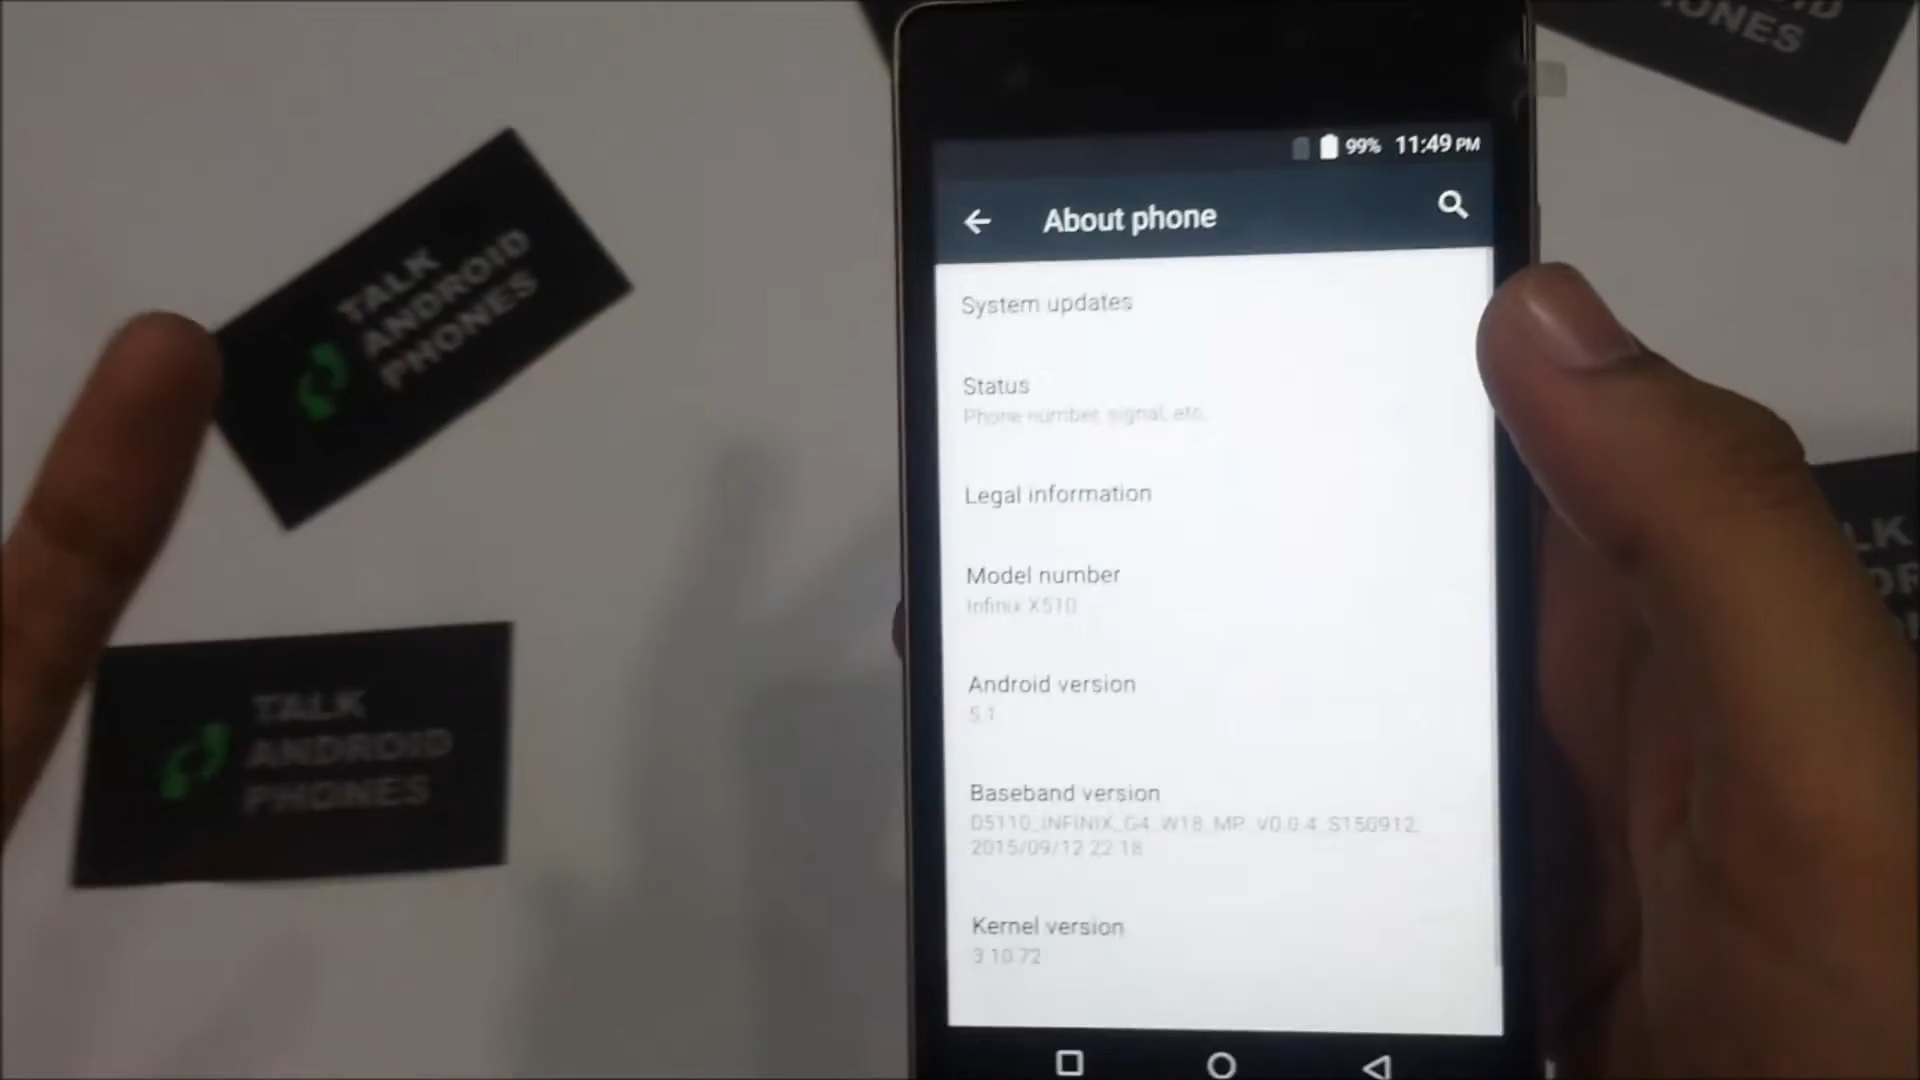 TALK
ANDROID
PHONES
TALK
ANDROID
PHONES
99% 11:49 PM
About phone
System updates
Status
Phone number, signal, etc.
Legal information
Model number
Infinix X510
Android version
5.1
Baseband version
D5110_INFINIX_G4_W18_MP_V0.0.4_S150912,
2015/09/12 22:18
Kernel version
3.10.72
ONES
LK